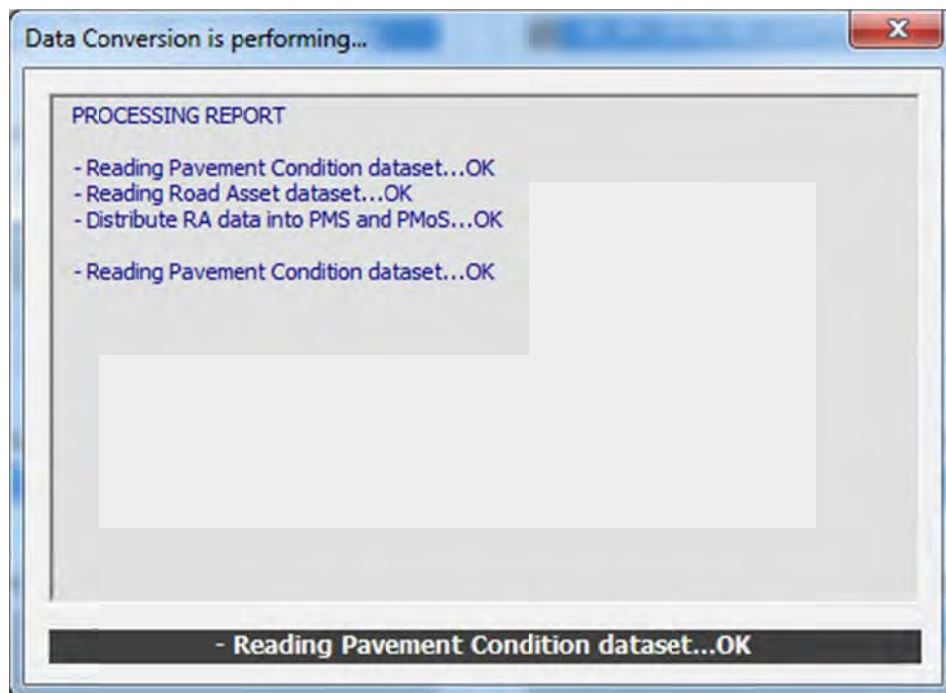 Data Conversion is performing...
PROCESSING REPORT
- Reading Pavement Condition dataset...OK
- Reading Road Asset dataset...OK
- Distribute RA data into PMS and PMoS...OK
- Reading Pavement Condition dataset...OK
- Reading Pavement Condition dataset...OK